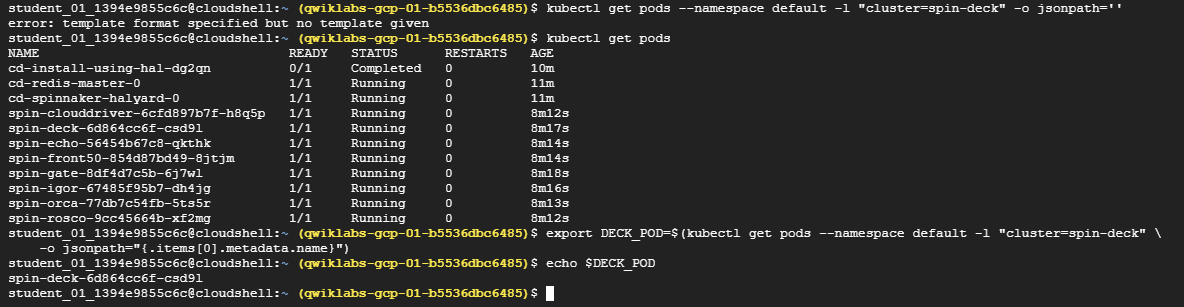 student_01_1394e9855c6c@cloudshell:~ (qwiklabs-gcp-01-b5536dbc6485)$ kubectl get pods --namespace default -l "cluster=spin-deck" -o jsonpath=''
error: template format specified but no template given
student_01_1394e9855c6c@cloudshell:~ (qwiklabs-gcp-01-b5536dbc6485)$ kubectl get pods
NAME                                READY   STATUS      RESTARTS   AGE
cd-install-using-hal-dg2qn          0/1     Completed   0          10m
cd-redis-master-0                   1/1     Running     0          11m
cd-spinnaker-halyard-0              1/1     Running     0          11m
spin-clouddriver-6cfd897b7f-h8q5p   1/1     Running     0          8m12s
spin-deck-6d864cc6f-csd9l           1/1     Running     0          8m17s
spin-echo-56454b67c8-qkthk          1/1     Running     0          8m14s
spin-front50-854d87bd49-8jtjm       1/1     Running     0          8m14s
spin-gate-8df4d7c5b-6j7wl           1/1     Running     0          8m18s
spin-igor-67485f95b7-dh4jg          1/1     Running     0          8m16s
spin-orca-77db7c54fb-5ts5r          1/1     Running     0          8m13s
spin-rosco-9cc45664b-xf2mg          1/1     Running     0          8m12s
student_01_1394e9855c6c@cloudshell:~ (qwiklabs-gcp-01-b5536dbc6485)$ export DECK_POD=$(kubectl get pods --namespace default -l "cluster=spin-deck" \
    -o jsonpath="{.items[0].metadata.name}")
student_01_1394e9855c6c@cloudshell:~ (qwiklabs-gcp-01-b5536dbc6485)$ echo $DECK_POD
spin-deck-6d864cc6f-csd9l
student_01_1394e9855c6c@cloudshell:~ (qwiklabs-gcp-01-b5536dbc6485)$